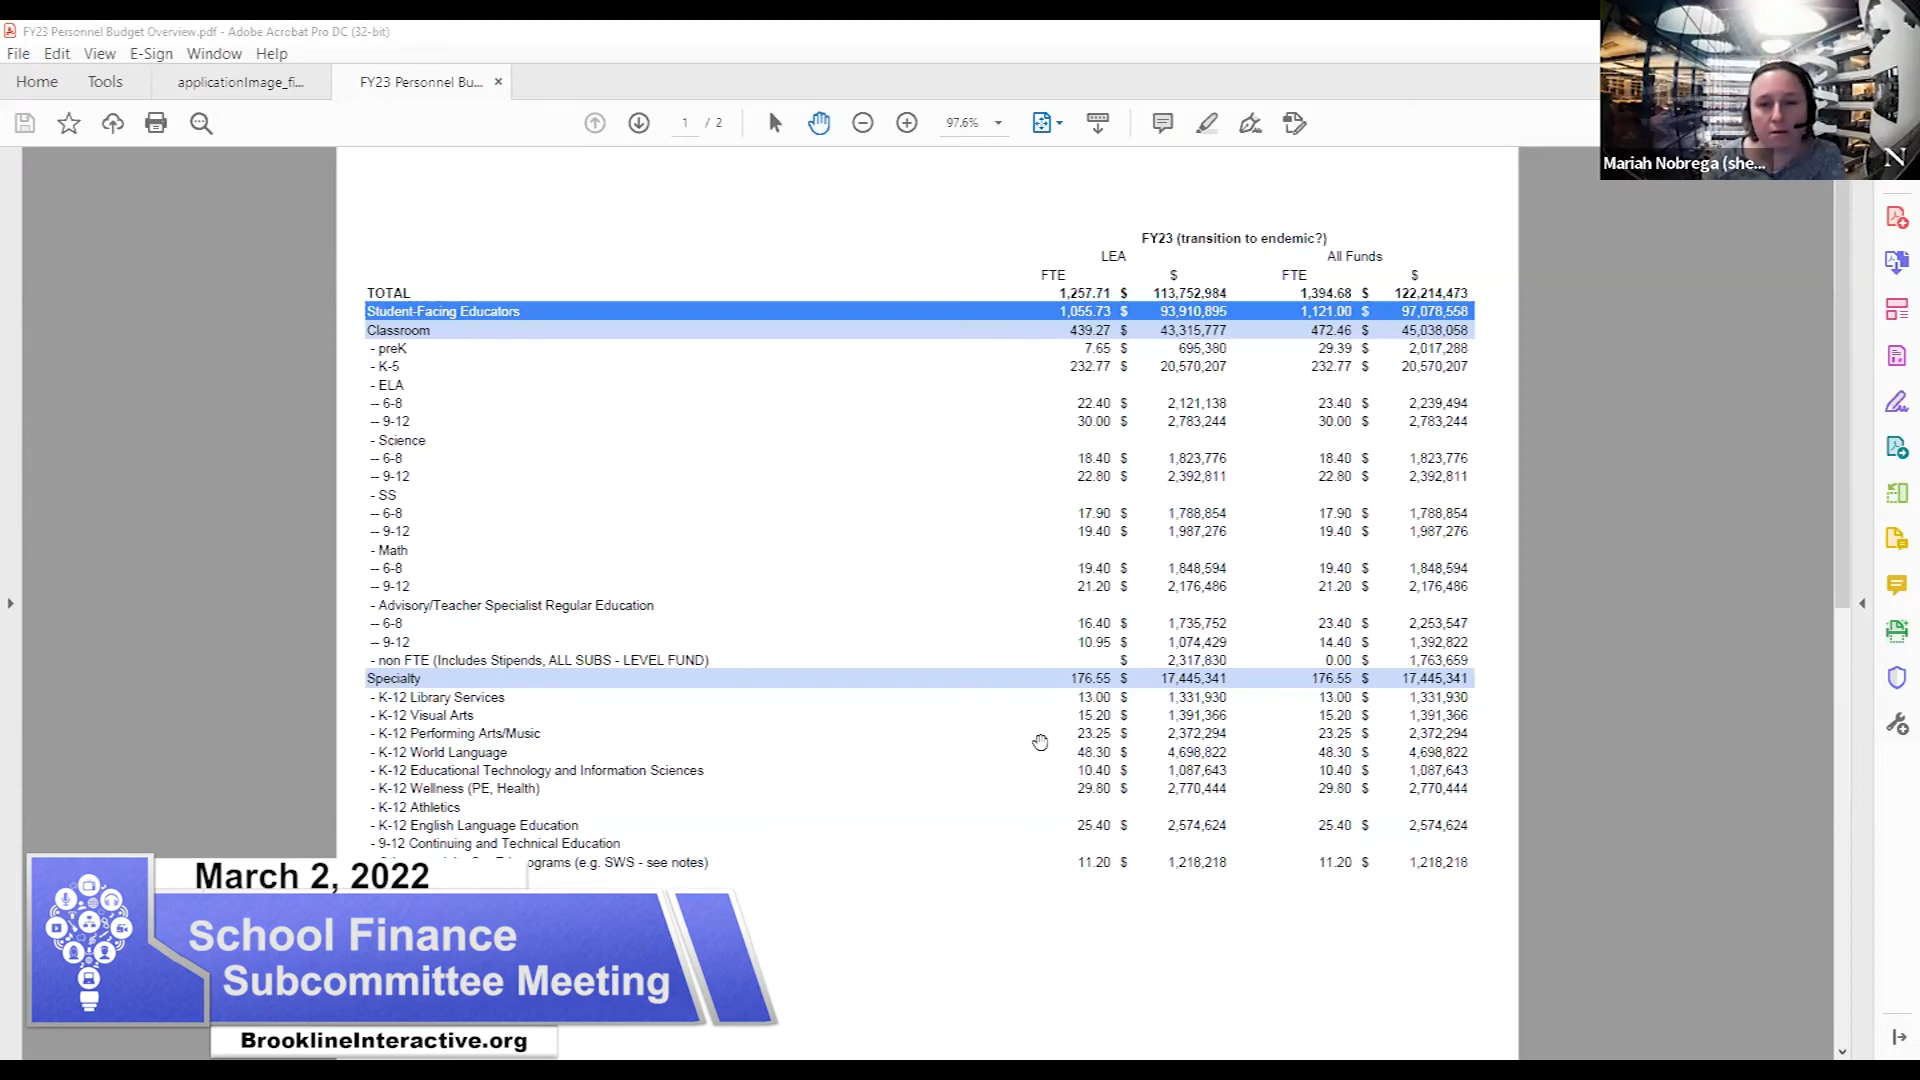 FY23 Personnel Budget Overview.pdf - Adobe Acrobat Pro DC (32-bit)
File Edit View E-Sign Window Help
Home Tools applicationImage_fi... FY23 Personnel Bu... ×
1 / 2 97.6%
Mariah Nobrega (she...
N
FY23 (transition to endemic?)
LEA All Funds
FTE $ FTE $
TOTAL 1,257.71 $ 113,752,984 1,394.68 $ 122,214,473
Student-Facing Educators 1,055.73 $ 93,910,895 1,121.00 $ 97,078,558
Classroom 439.27 $ 43,315,777 472.46 $ 45,038,058
- preK 7.65 $ 695,380 29.39 $ 2,017,288
- K-5 232.77 $ 20,570,207 232.77 $ 20,570,207
- ELA
-- 6-8 22.40 $ 2,121,138 23.40 $ 2,239,494
-- 9-12 30.00 $ 2,783,244 30.00 $ 2,783,244
- Science
-- 6-8 18.40 $ 1,823,776 18.40 $ 1,823,776
-- 9-12 22.80 $ 2,392,811 22.80 $ 2,392,811
- SS
-- 6-8 17.90 $ 1,788,854 17.90 $ 1,788,854
-- 9-12 19.40 $ 1,987,276 19.40 $ 1,987,276
- Math
-- 6-8 19.40 $ 1,848,594 19.40 $ 1,848,594
-- 9-12 21.20 $ 2,176,486 21.20 $ 2,176,486
- Advisory/Teacher Specialist Regular Education
-- 6-8 16.40 $ 1,735,752 23.40 $ 2,253,547
-- 9-12 10.95 $ 1,074,429 14.40 $ 1,392,822
- non FTE (Includes Stipends, ALL SUBS - LEVEL FUND) $ 2,317,830 0.00 $ 1,763,659
Specialty 176.55 $ 17,445,341 176.55 $ 17,445,341
- K-12 Library Services 13.00 $ 1,331,930 13.00 $ 1,331,930
- K-12 Visual Arts 15.20 $ 1,391,366 15.20 $ 1,391,366
- K-12 Performing Arts/Music 23.25 $ 2,372,294 23.25 $ 2,372,294
- K-12 World Language 48.30 $ 4,698,822 48.30 $ 4,698,822
- K-12 Educational Technology and Information Sciences 10.40 $ 1,087,643 10.40 $ 1,087,643
- K-12 Wellness (PE, Health) 29.80 $ 2,770,444 29.80 $ 2,770,444
- K-12 Athletics
- K-12 English Language Education 25.40 $ 2,574,624 25.40 $ 2,574,624
- 9-12 Continuing and Technical Education
(e.g. SWS - see notes) 11.20 $ 1,218,218 11.20 $ 1,218,218
March 2, 2022
School Finance
Subcommittee Meeting
BrooklineInteractive.org